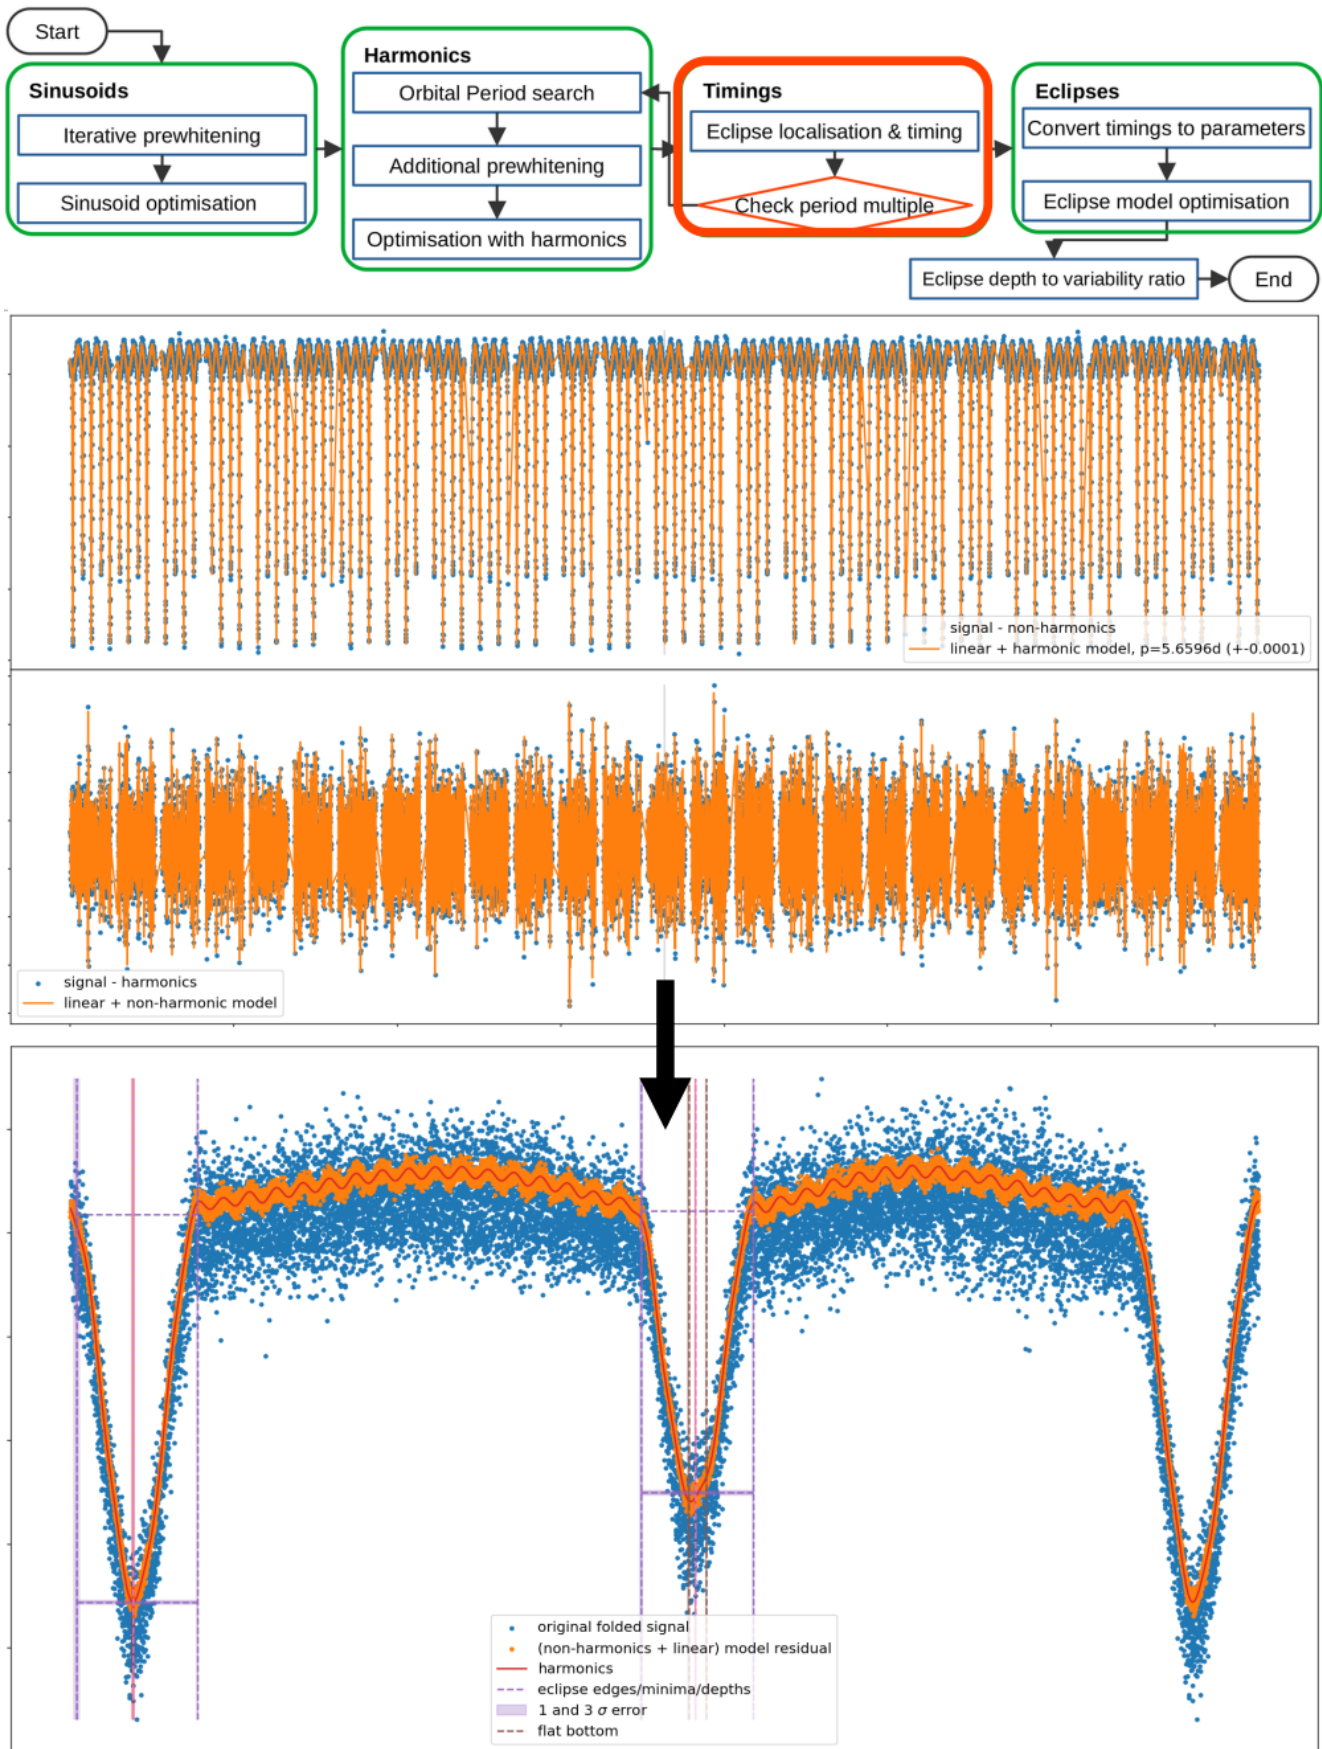 Start
Sinusoids
Iterative prewhitening
Sinusoid optimisation
Harmonics
Orbital Period search
Additional prewhitening
Optimisation with harmonics
Timings
Eclipse localisation & timing
Check period multiple
Eclipses
Convert timings to parameters
Eclipse model optimisation
Eclipse depth to variability ratio
End
signal - non-harmonics
linear + harmonic model, p=5.6596d (+-0.0001)
signal - harmonics
linear + non-harmonic model
original folded signal
(non-harmonics + linear) model residual
harmonics
eclipse edges/minima/depths
1 and 3 σ error
flat bottom